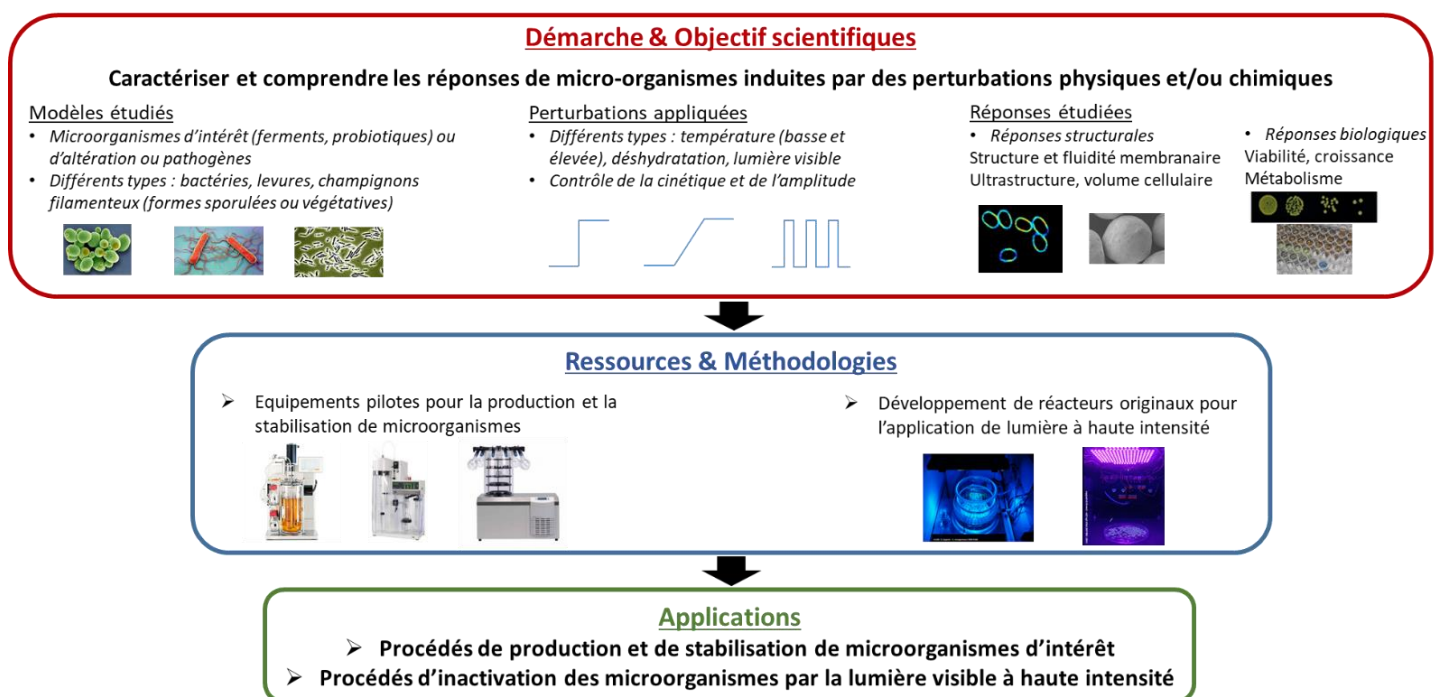 Démarche & Objectif scientifiques
Caractériser et comprendre les réponses de micro-organismes induites par des perturbations physiques et/ou chimiques
Modèles étudiés
• Microorganismes d'intérêt (ferments, probiotiques) ou
d'altération ou pathogènes
• Différents types : bactéries, levures, champignons
filamenteux (formes sporulées ou végétatives)
Perturbations appliquées
• Différents types : température (basse et
élevée), déshydratation, lumière visible
• Contrôle de la cinétique et de l'amplitude
Réponses étudiées
• Réponses structurales
Structure et fluidité membranaire
Ultrastructure, volume cellulaire
• Réponses biologiques
Viabilité, croissance
Métabolisme
Ressources & Méthodologies
➢ Equipements pilotes pour la production et la
stabilisation de microorganismes
➢ Développement de réacteurs originaux pour
l'application de lumière à haute intensité
Applications
➢ Procédés de production et de stabilisation de microorganismes d'intérêt
➢ Procédés d'inactivation des microorganismes par la lumière visible à haute intensité